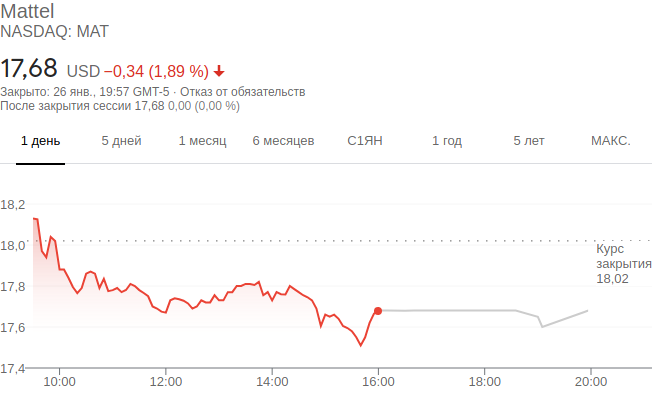 Mattel
NASDAQ: MAT
17,68 USD −0,34 (1,89 %)
Закрыто: 26 янв., 19:57 GMT-5 · Отказ от обязательств
После закрытия сессии 17,68 0,00 (0,00 %)
1 день 5 дней 1 месяц 6 месяцев С1ЯН 1 год 5 лет МАКС.
18,2
18,0
Курс
закрытия
18,02
17,8
17,6
17,4
10:00 12:00 14:00 16:00 18:00 20:00